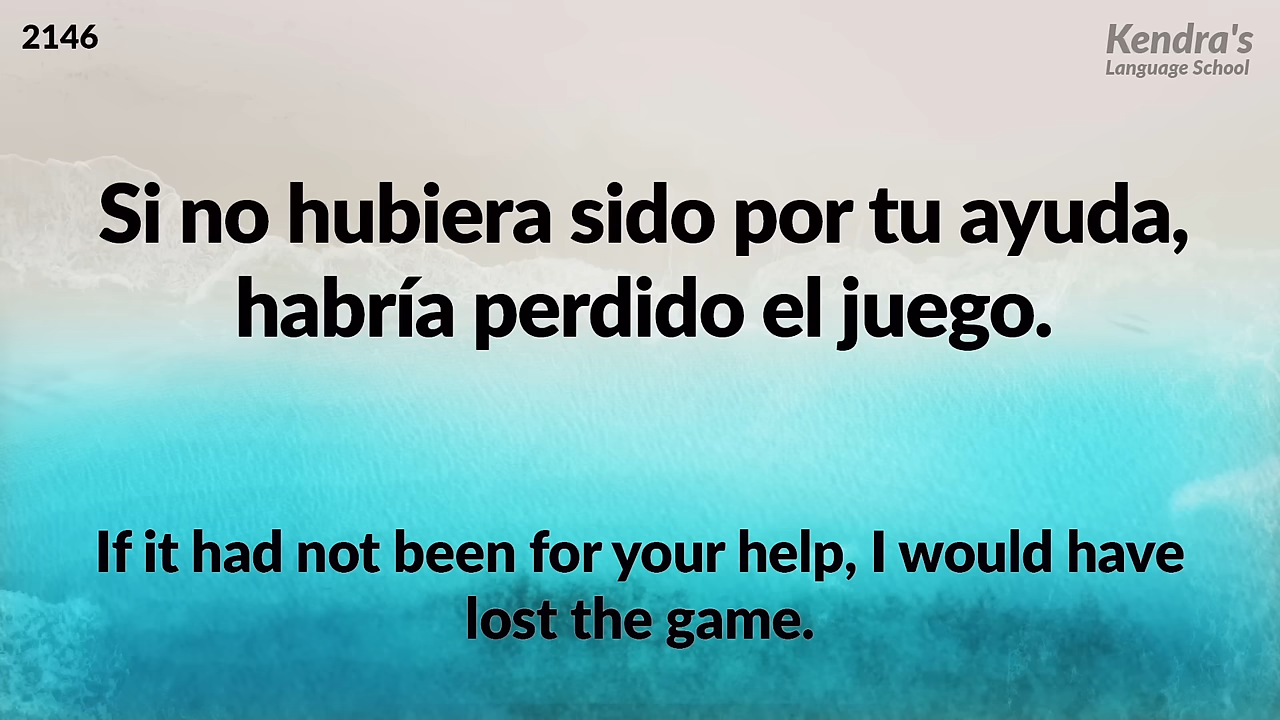 2146
Kendra's
Language School
Si no hubiera sido por tu ayuda,
habría perdido el juego.
If it had not been for your help, I would have
lost the game.